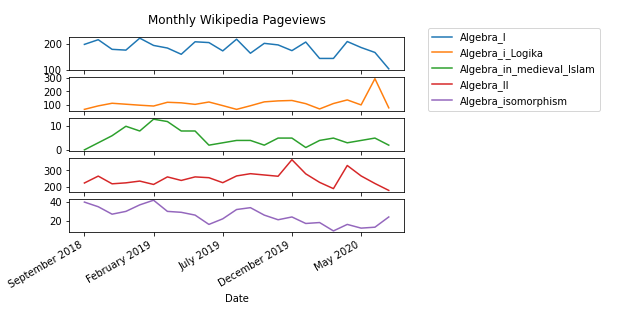 Monthly Wikipedia Pageviews
200
100
300
200
100
10
0
300
200
40
20
September 2018
February 2019
July 2019
December 2019
May 2020
Date
Algebra_I
Algebra_i_Logika
Algebra_in_medieval_Islam
Algebra_II
Algebra_isomorphism